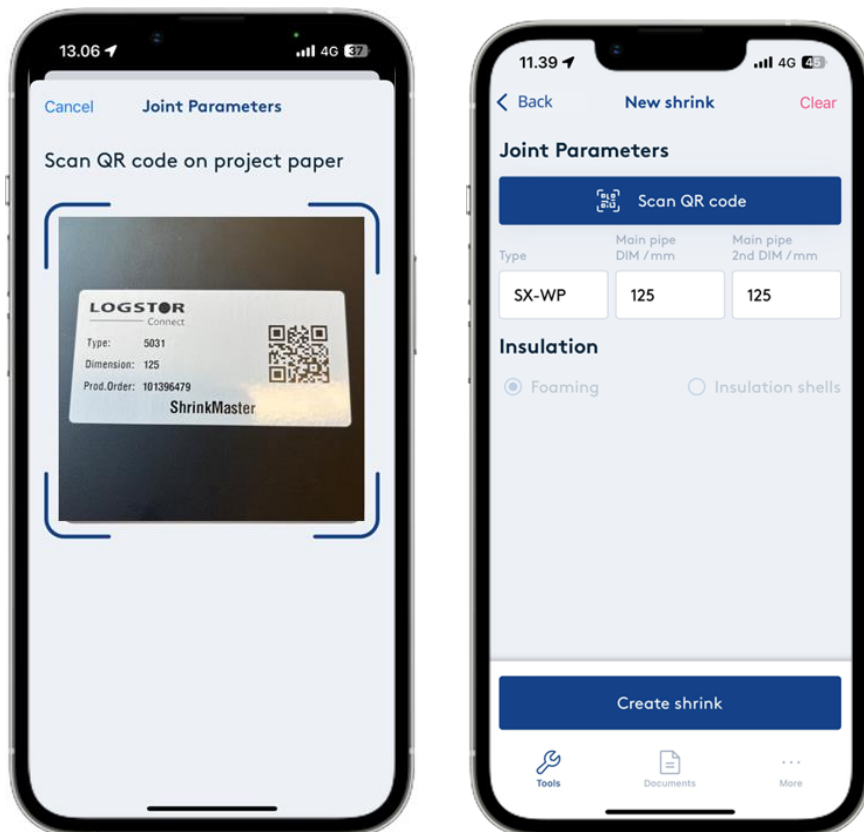 13.06
4G 37
Cancel
Joint Parameters
Scan QR code on project paper
LOGSTOR
Connect
Type: 5031
Dimension: 125
Prod.Order: 101396479
ShrinkMaster
11.39
4G 45
Back
New shrink
Clear
Joint Parameters
Scan QR code
Type
Main pipe
DIM / mm
Main pipe
2nd DIM / mm
SX-WP
125
125
Insulation
Foaming
Insulation shells
Create shrink
Tools
Documents
More